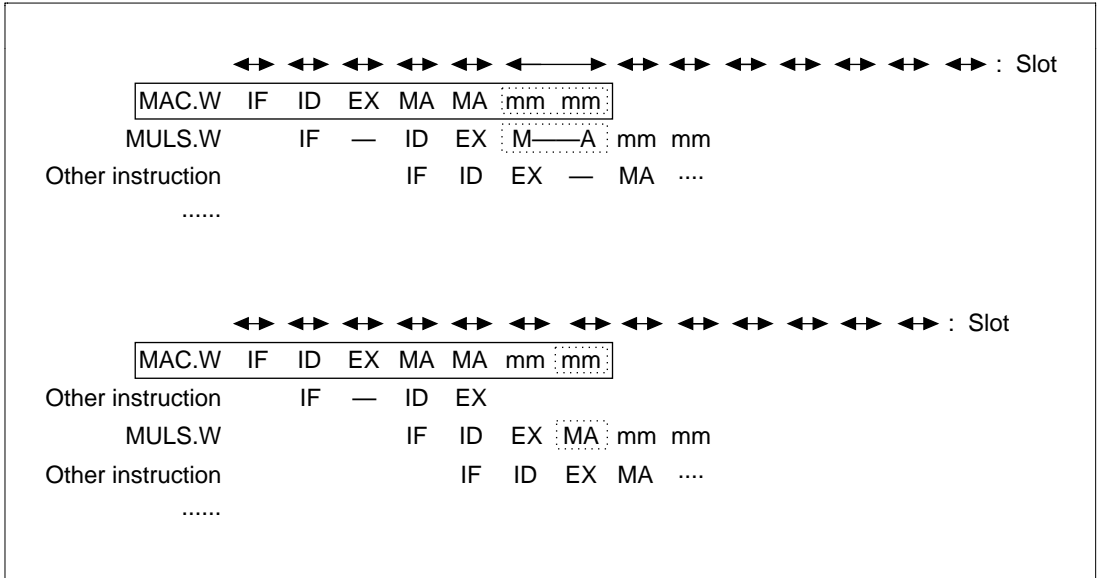 : Slot
MAC.W IF ID EX MA MA mm mm
MULS.W IF — ID EX M——A mm mm
Other instruction IF ID EX — MA ....
......
: Slot
MAC.W IF ID EX MA MA mm mm
Other instruction IF — ID EX
MULS.W IF ID EX MA mm mm
Other instruction IF ID EX MA ....
......